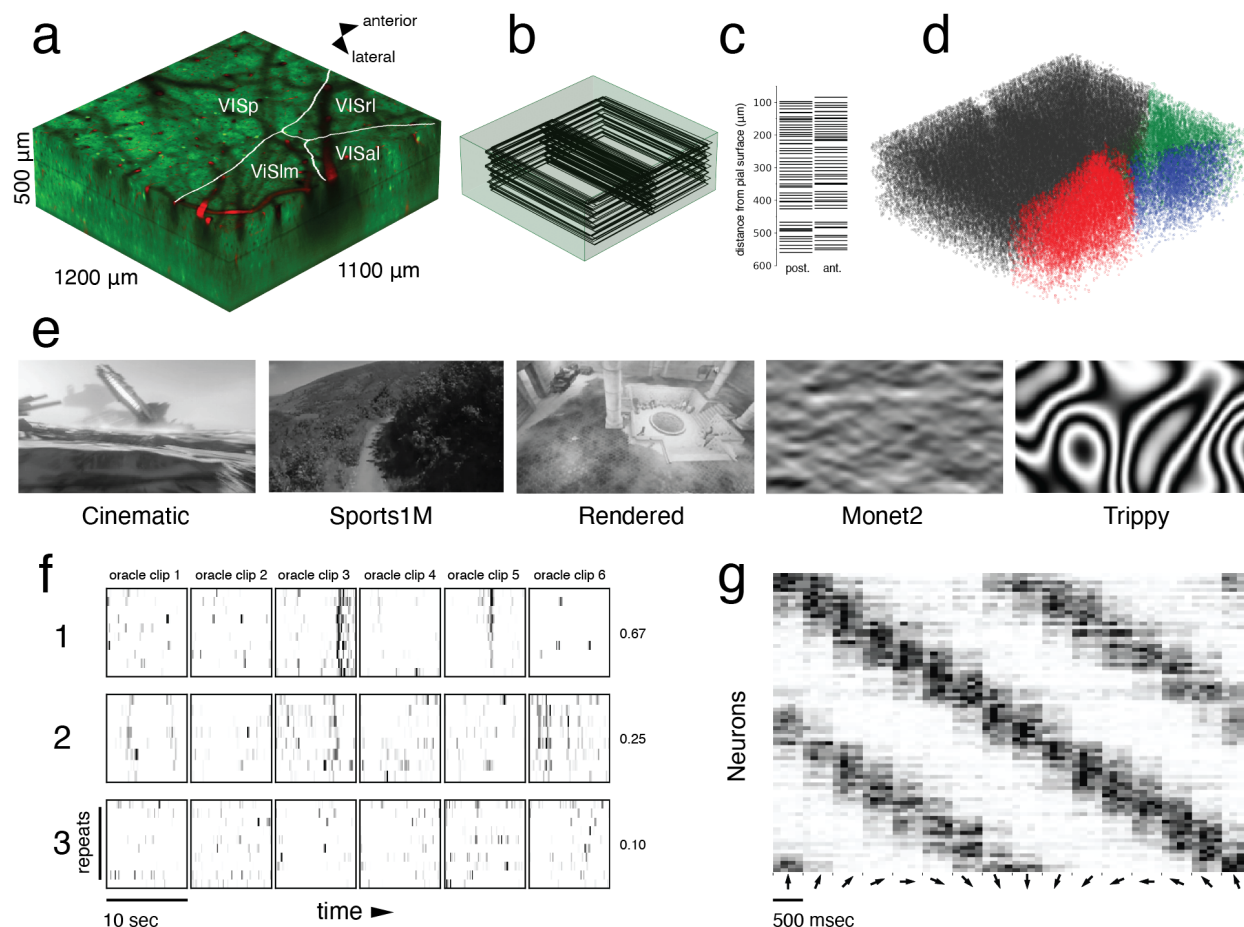 a
anterior
lateral
VISp
VISrl
VISal
ViSlm
500 µm
1200 µm
1100 µm
b
c
distance from pial surface (µm)
100
200
300
400
500
600
post.
ant.
d
e
Cinematic
Sports1M
Rendered
Monet2
Trippy
f
oracle clip 1
oracle clip 2
oracle clip 3
oracle clip 4
oracle clip 5
oracle clip 6
1
0.67
2
0.25
3
repeats
0.10
10 sec
time
g
Neurons
500 msec